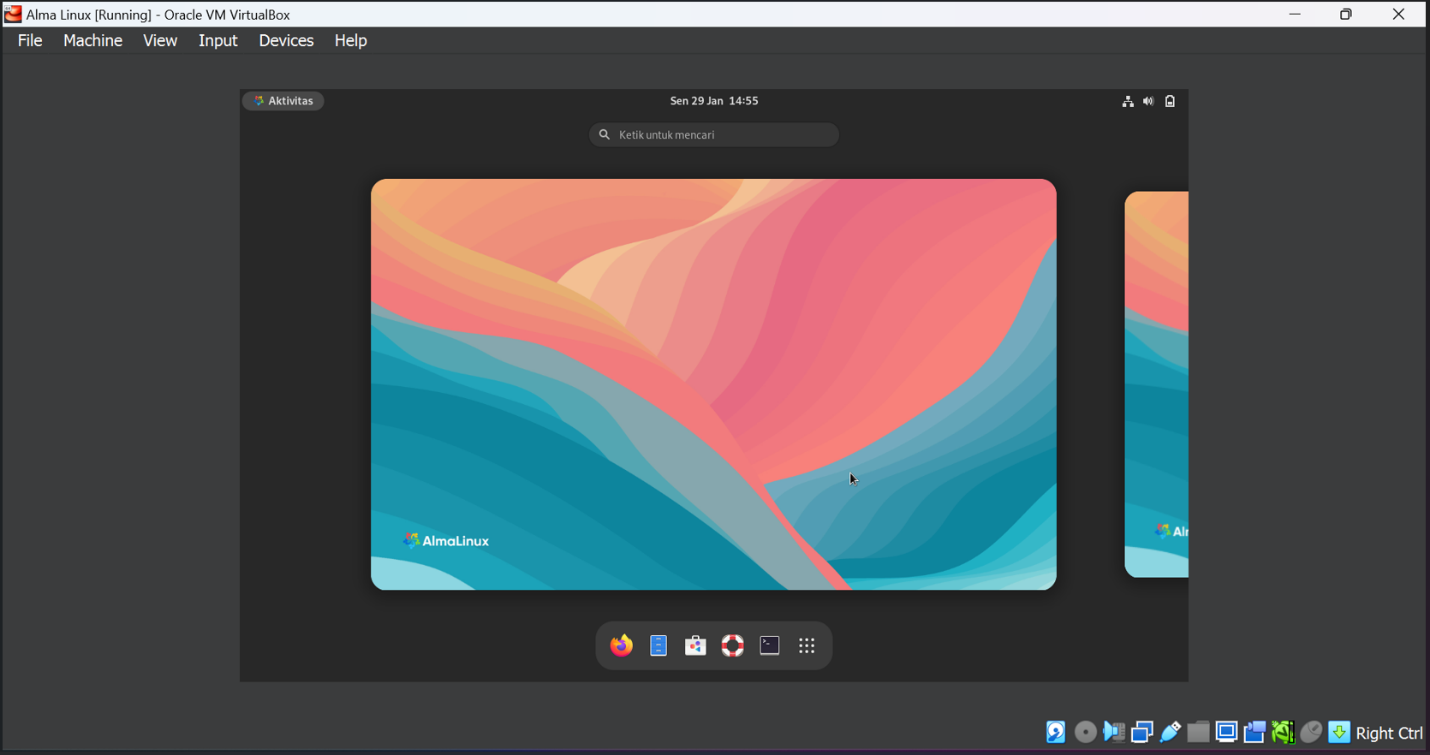 Alma Linux [Running] - Oracle VM VirtualBox
File Machine View Input Devices Help
Aktivitas
Sen 29 Jan 14:55
Ketik untuk mencari
AlmaLinux
Al
Right Ctrl